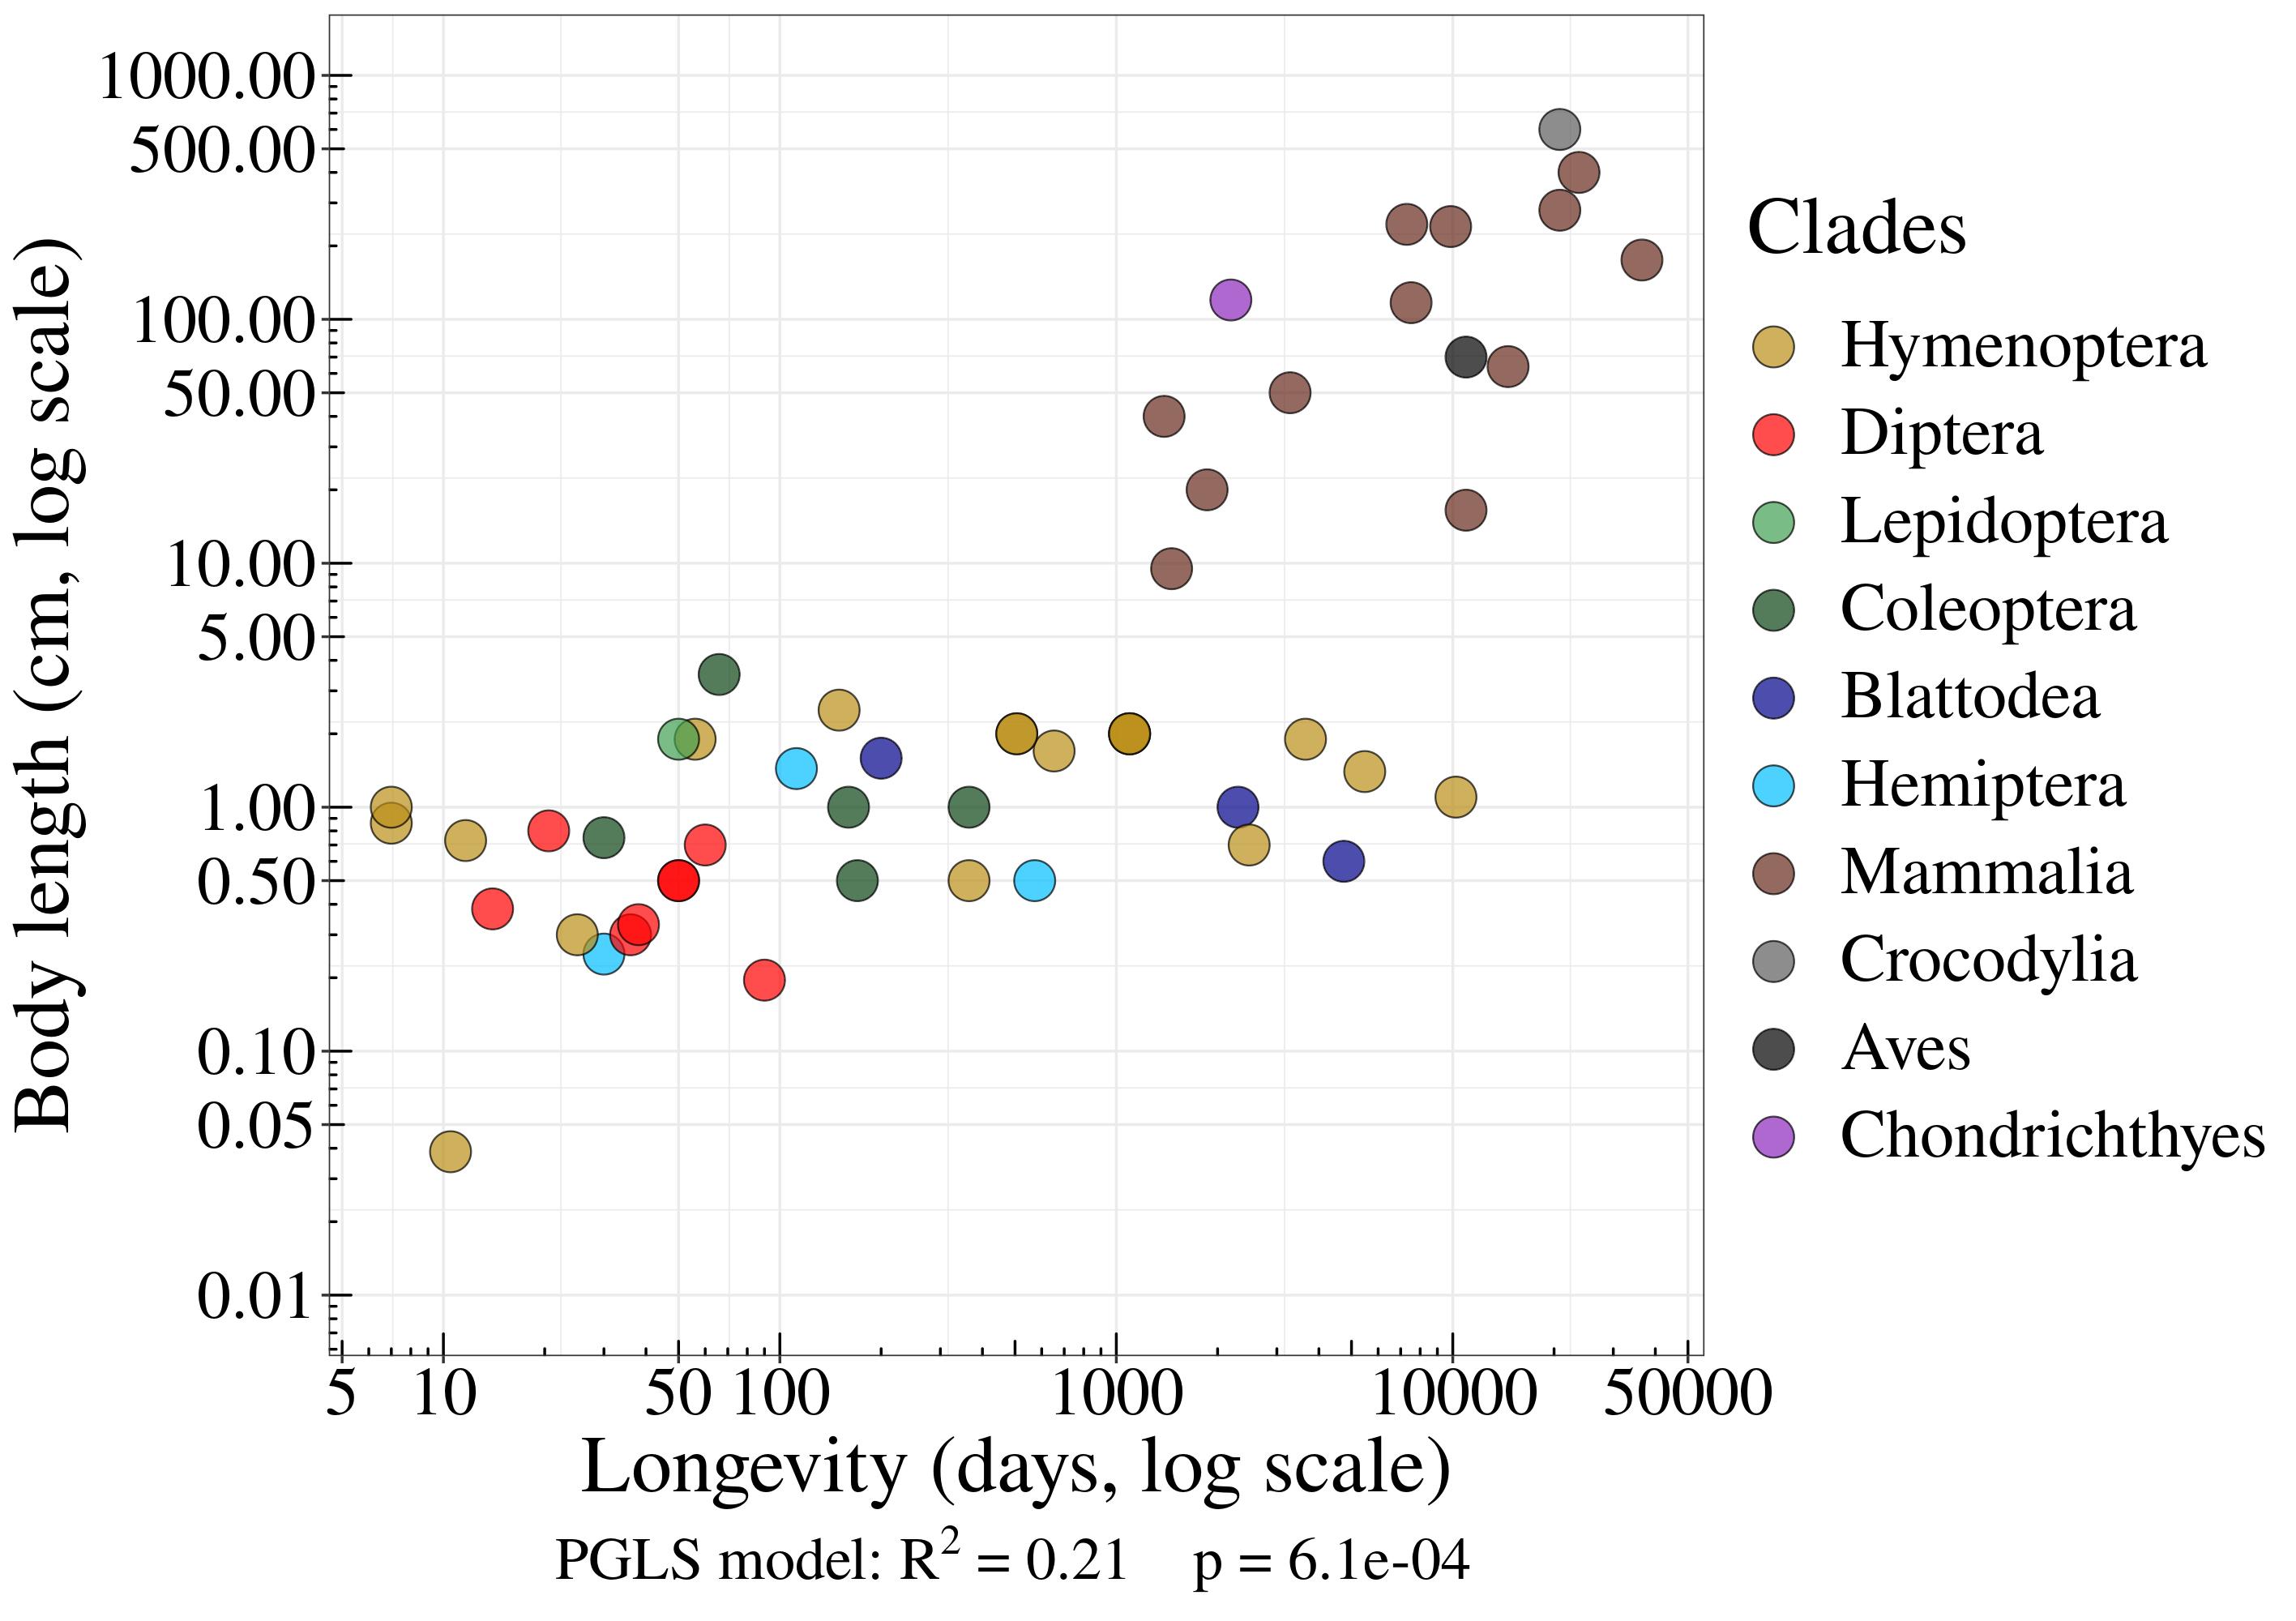 Body length (cm, log scale)
1000.00
500.00
100.00
50.00
10.00
5.00
1.00
0.50
0.10
0.05
0.01
5 10 50 100 1000 10000 50000
Longevity (days, log scale)
PGLS model: R² = 0.21 p = 6.1e-04
Clades
Hymenoptera
Diptera
Lepidoptera
Coleoptera
Blattodea
Hemiptera
Mammalia
Crocodylia
Aves
Chondrichthyes